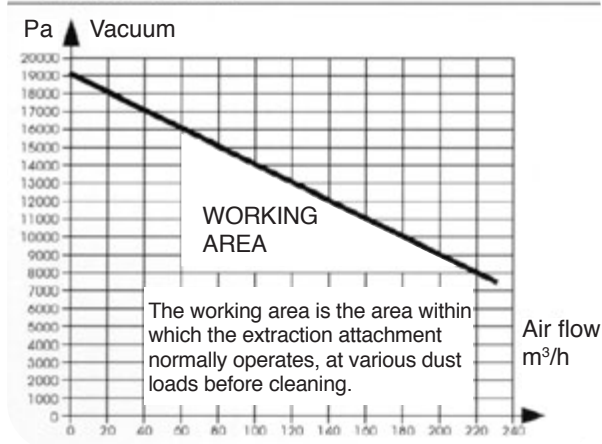 Pa Vacuum
20000
19000
18000
17000
16000
15000
14000
13000
12000
11000
10000
9000
8000
7000
6000
5000
4000
3000
2000
1000
0
WORKING
AREA
The working area is the area within
which the extraction attachment
normally operates, at various dust
loads before cleaning.
Air flow
m³/h
0 20 40 60 80 100 120 140 160 180 200 220 240